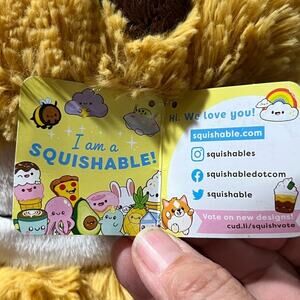 I am a
SQUISHABLE!
Hi. We love you!
squishable.com
squishables
squishabledotcom
squishable
Vote on new designs!
cud.li/squishvote